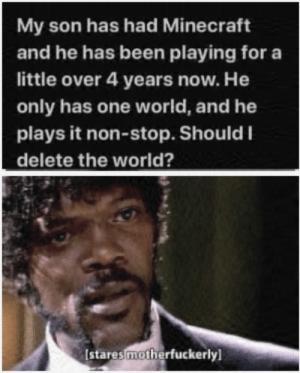 My son has had Minecraft
and he has been playing for a
little over 4 years now. He
only has one world, and he
plays it non-stop. Should I
delete the world?
[stares motherfuckerly]